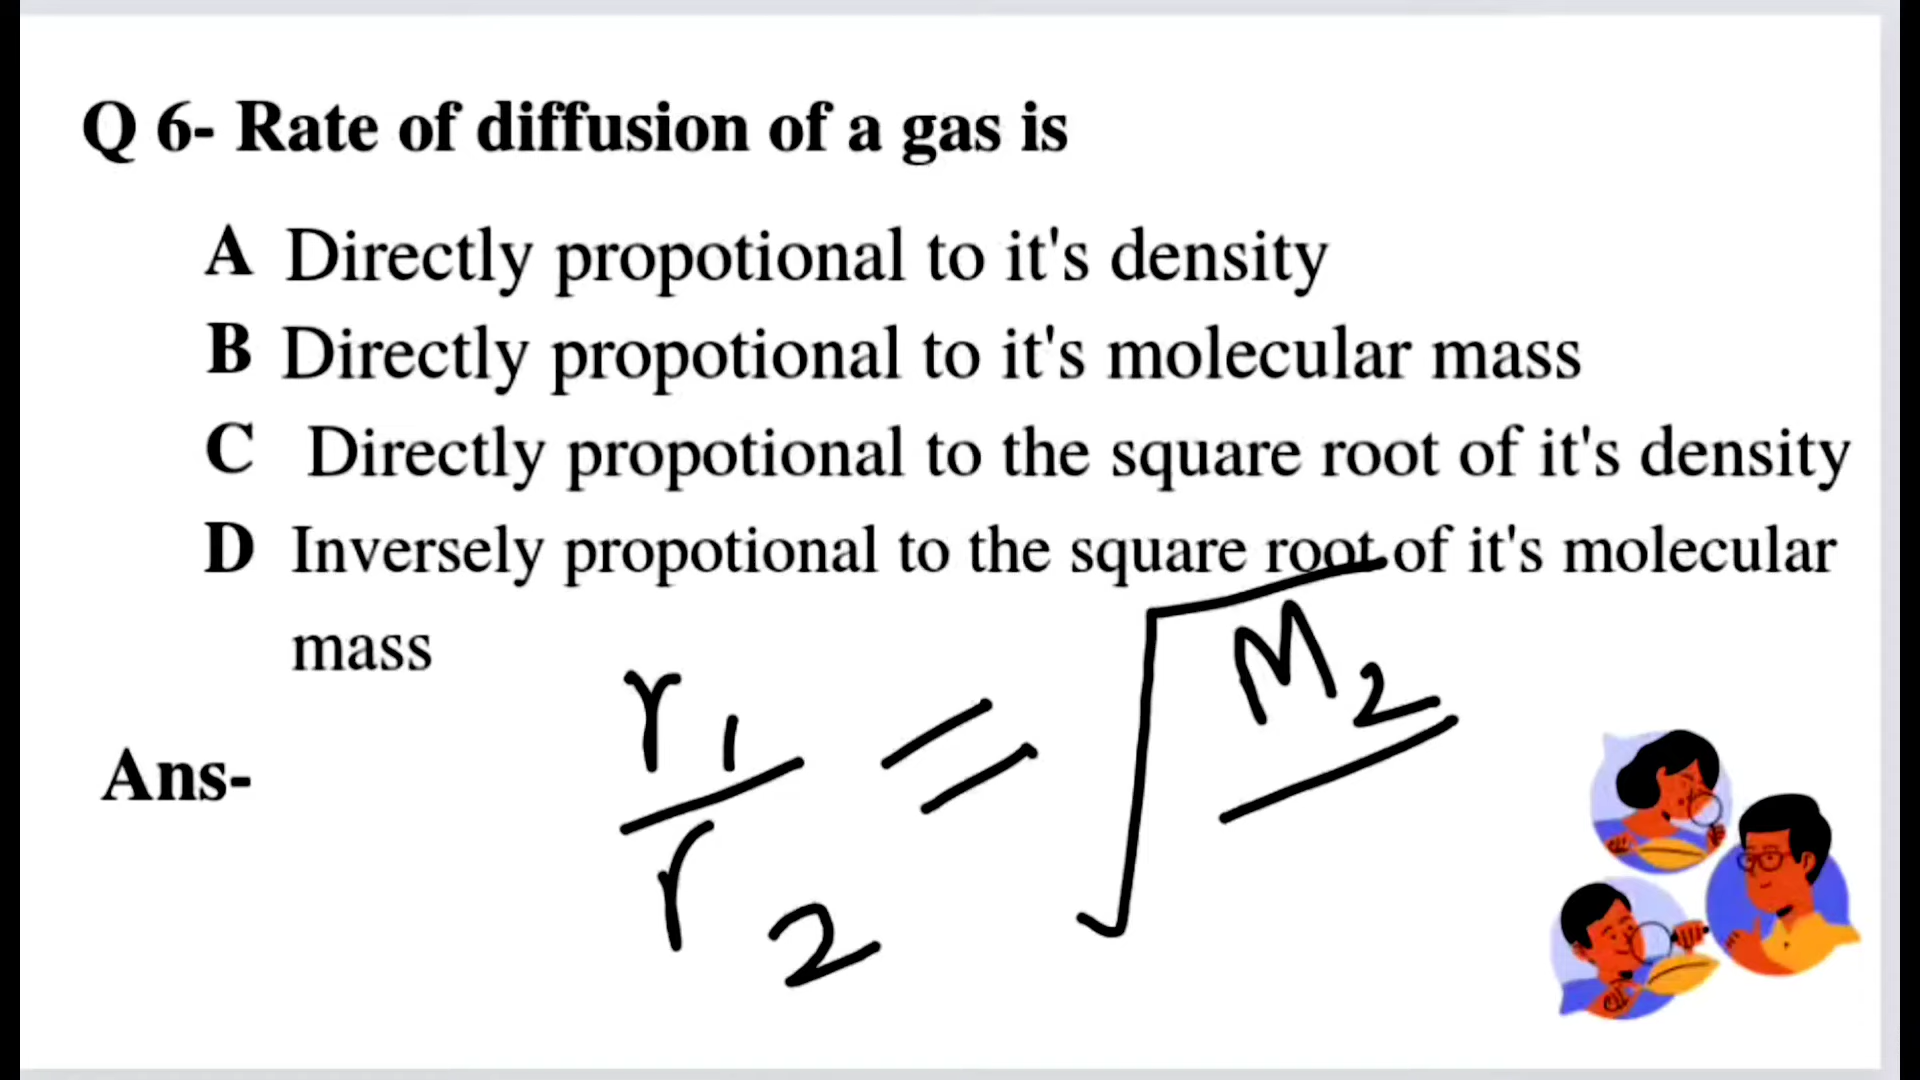 Q 6- Rate of diffusion of a gas is
A Directly propotional to it's density
B Directly propotional to it's molecular mass
C Directly propotional to the square root of it's density
D Inversely propotional to the square root of it's molecular
mass
Ans-
r1/r2 = √M2/